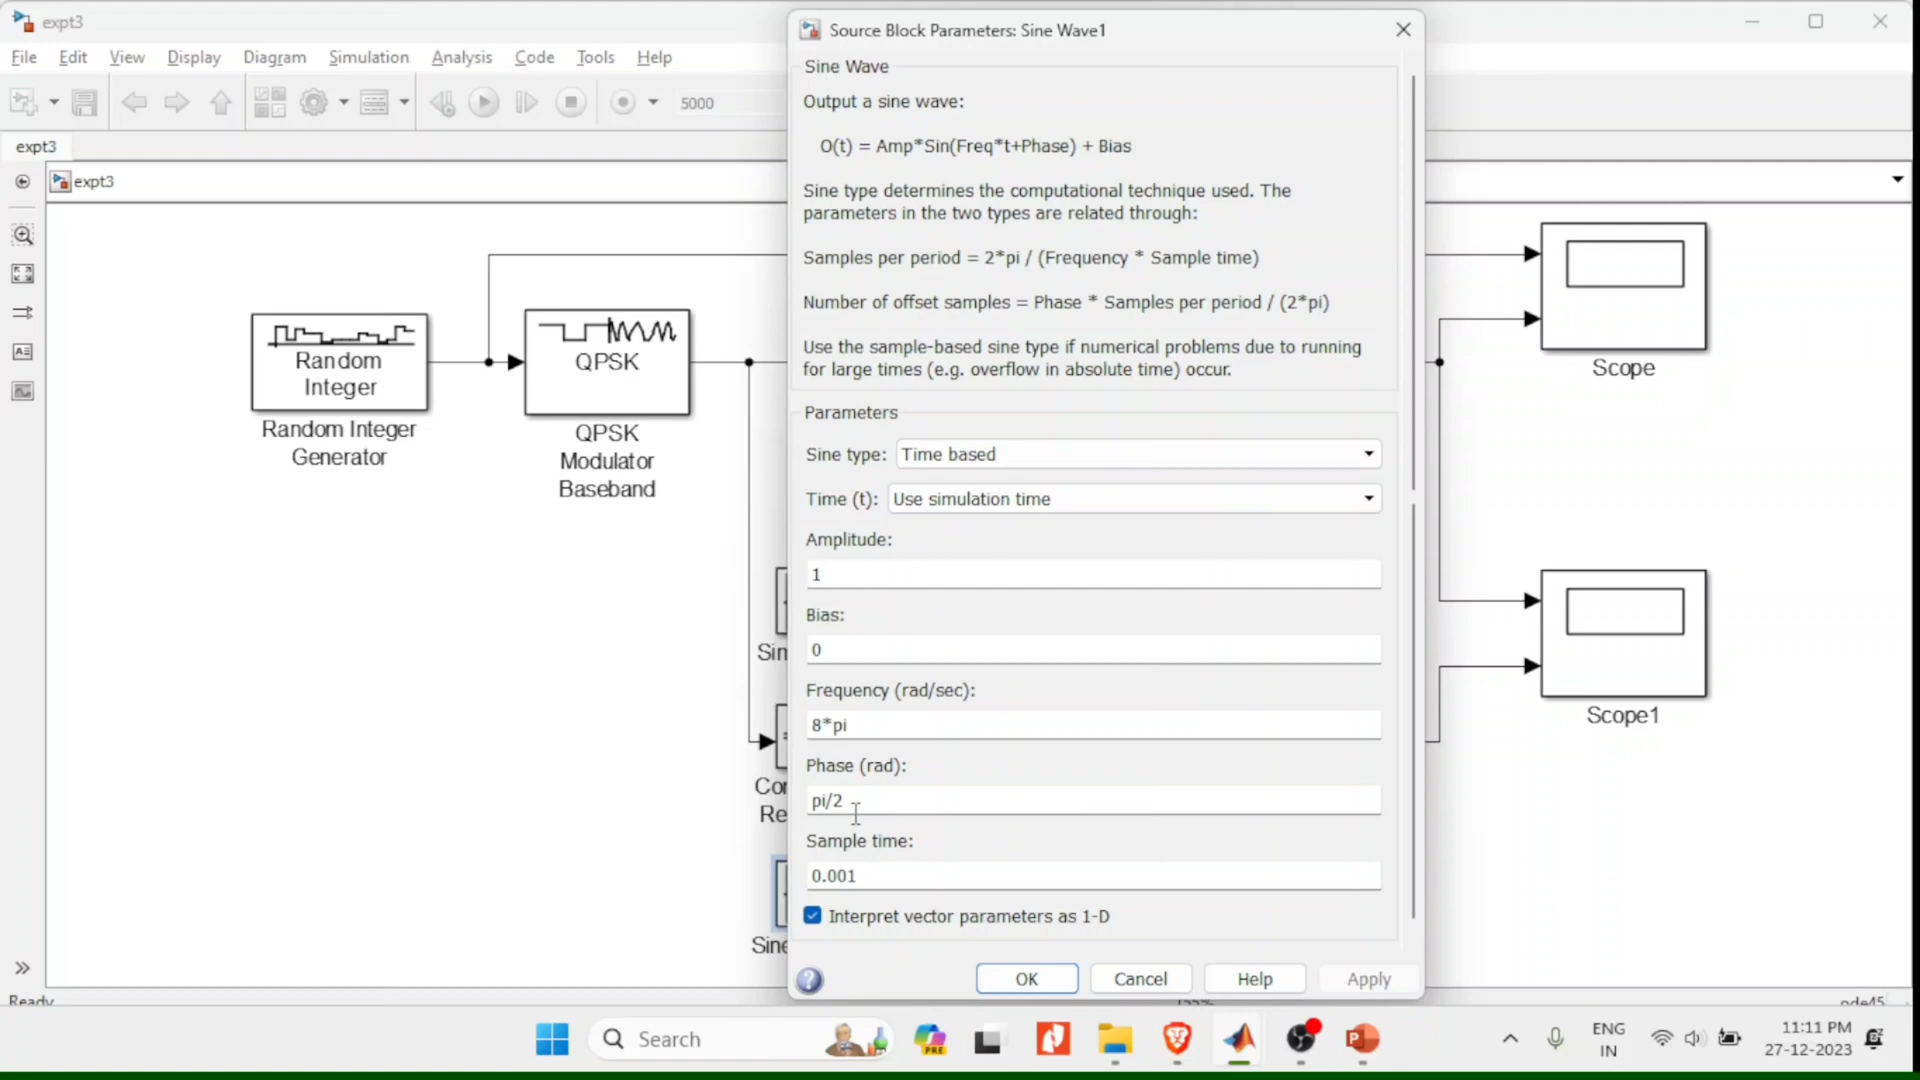 expt3
File Edit View Display Diagram Simulation Analysis Code Tools Help
5000
expt3
expt3
Random
Integer
Random Integer
Generator
QPSK
QPSK
Modulator
Baseband
Sin
Cor
Re
Sine
Source Block Parameters: Sine Wave1
Sine Wave
Output a sine wave:
O(t) = Amp*Sin(Freq*t+Phase) + Bias
Sine type determines the computational technique used. The
parameters in the two types are related through:
Samples per period = 2*pi / (Frequency * Sample time)
Number of offset samples = Phase * Samples per period / (2*pi)
Use the sample-based sine type if numerical problems due to running
for large times (e.g. overflow in absolute time) occur.
Parameters
Sine type: Time based
Time (t): Use simulation time
Amplitude:
1
Bias:
0
Frequency (rad/sec):
8*pi
Phase (rad):
pi/2
Sample time:
0.001
Interpret vector parameters as 1-D
OK Cancel Help Apply
Scope
Scope1
Ready
ode45
Search
PRE
ENG
IN
11:11 PM
27-12-2023